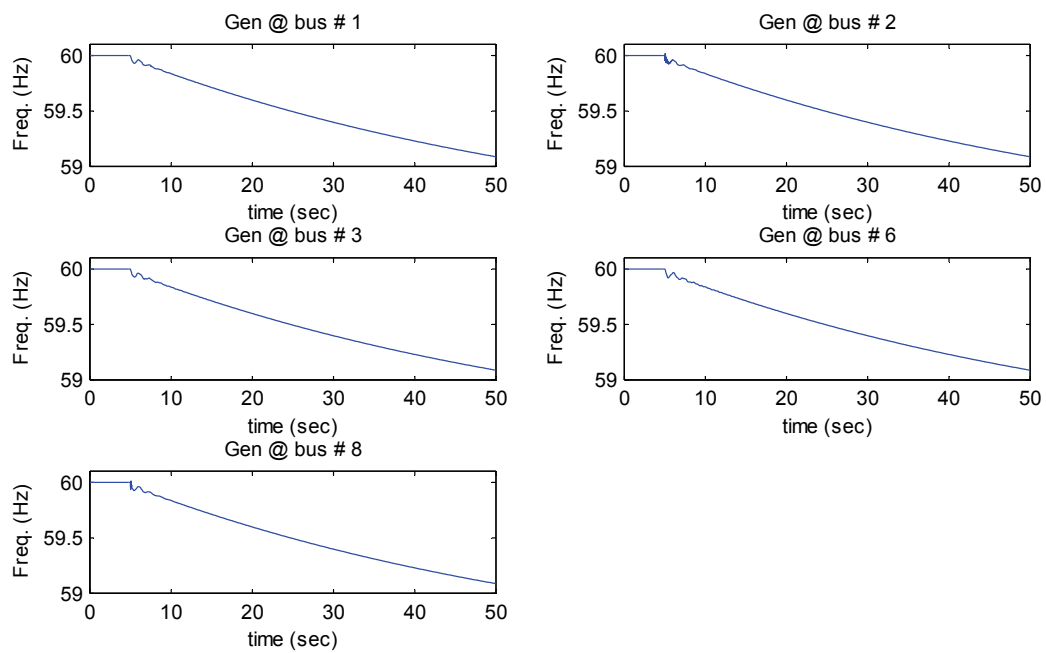 Gen @ bus # 1
Freq. (Hz)
60
59.5
59
0 10 20 30 40 50
time (sec)
Gen @ bus # 2
Freq. (Hz)
60
59.5
59
0 10 20 30 40 50
time (sec)
Gen @ bus # 3
Freq. (Hz)
60
59.5
59
0 10 20 30 40 50
time (sec)
Gen @ bus # 6
Freq. (Hz)
60
59.5
59
0 10 20 30 40 50
time (sec)
Gen @ bus # 8
Freq. (Hz)
60
59.5
59
0 10 20 30 40 50
time (sec)